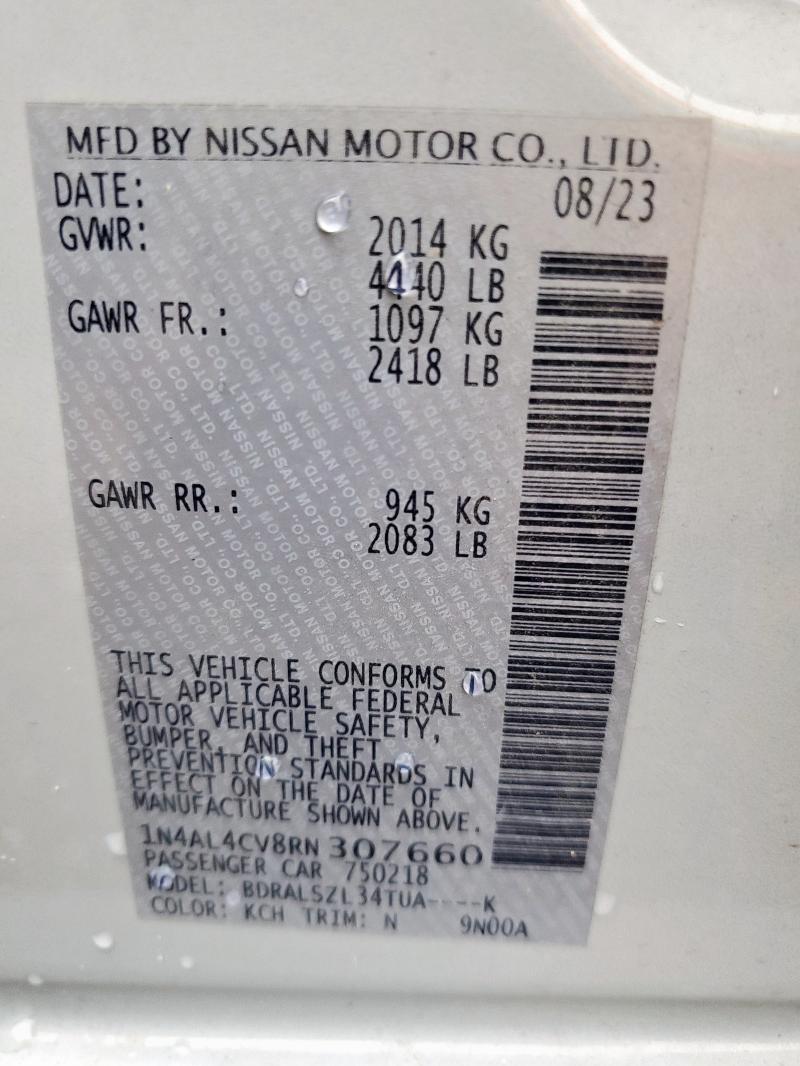 MFD BY NISSAN MOTOR CO., LTD.
DATE: 08/23
GVWR: 2014 KG
4440 LB
GAWR FR.: 1097 KG
2418 LB
GAWR RR.: 945 KG
2083 LB
THIS VEHICLE CONFORMS TO
ALL APPLICABLE FEDERAL
MOTOR VEHICLE SAFETY,
BUMPER, AND THEFT
PREVENTION STANDARDS IN
EFFECT ON THE DATE OF
MANUFACTURE SHOWN ABOVE.
1N4AL4CV8RN307660
PASSENGER CAR 750218
MODEL: BDRALSZL34TUA----K
COLOR: KCH TRIM: N 9N00A